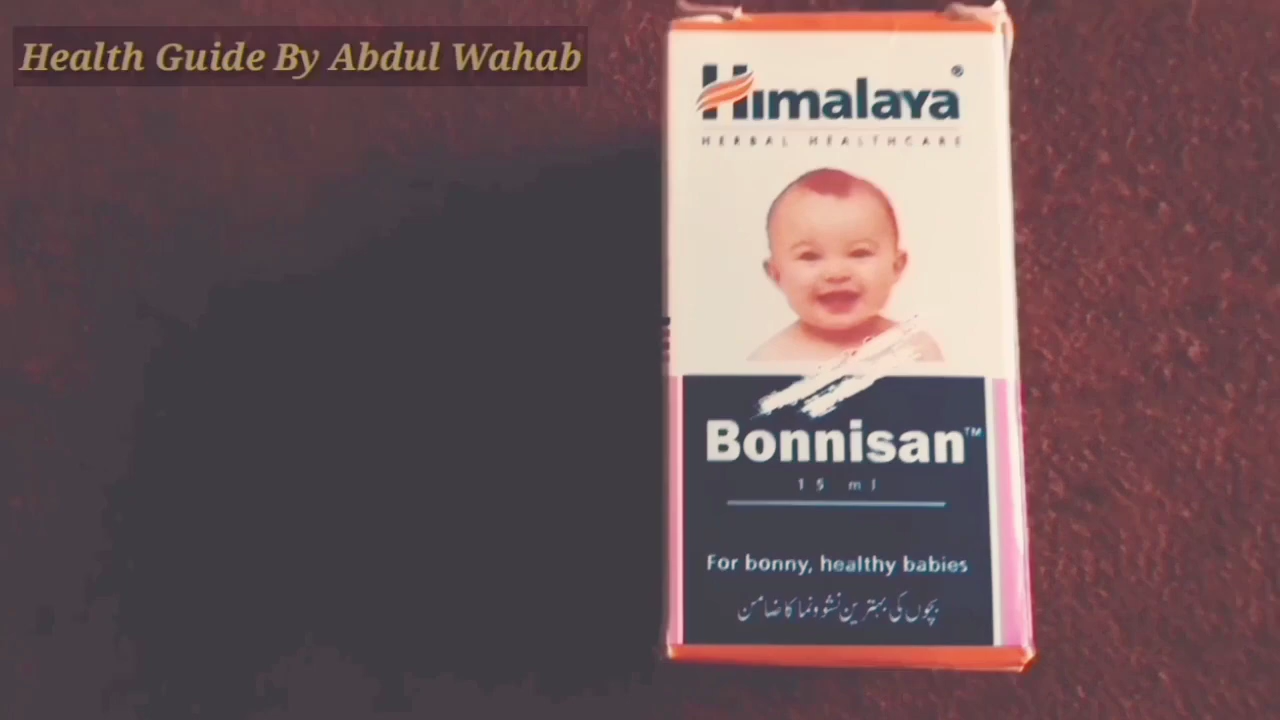 Health Guide By Abdul Wahab
Himalaya®
HERBAL HEALTHCARE
Bonnisan™
15 ml
For bonny, healthy babies
بچوں کی بہترین نشوونما کا ضامن